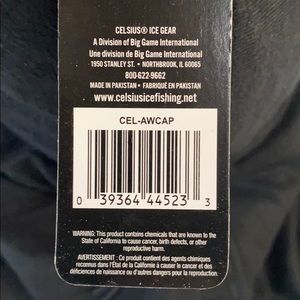 CELSIUS® ICE GEAR
A Division of Big Game International
Une division de Big Game International
1950 STANLEY ST. • NORTHBROOK, IL 60065
800-622-9662
MADE IN PAKISTAN • FABRIQUÉ EN PAKISTAN
www.celsiusicefishing.net
CEL-AWCAP
0 39364 44523 3
WARNING: This product contains chemicals that are known to the
State of California to cause cancer, birth defects, or other
reproductive harm.
AVERTISSEMENT : Ce produit contient des agents chimiques
reconnus dans l'État de la Californie à causer le cancer et des
déficiences de naissance ou d'autres dangers pour la reproduction.